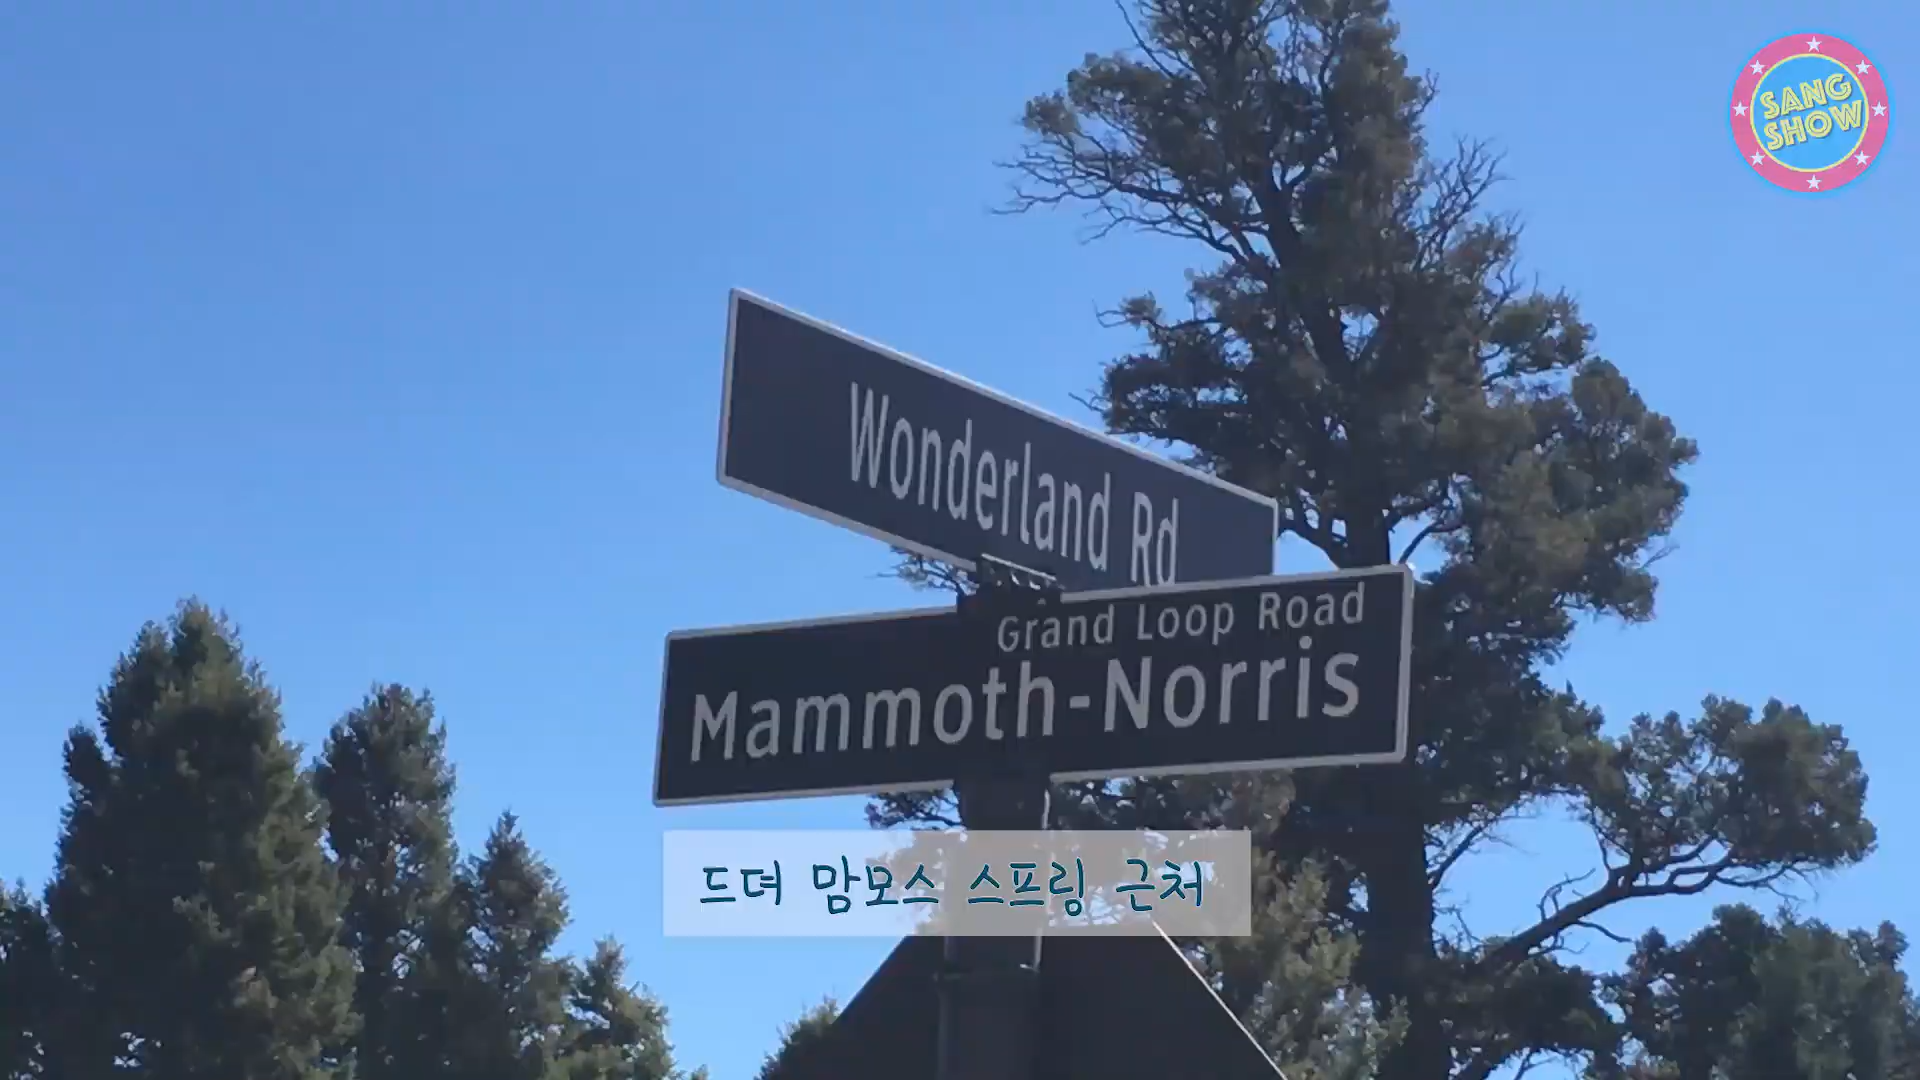 SANG
SHOW
Wonderland Rd
Grand Loop Road
Mammoth-Norris
드뎌 맘모스 스프링 근처